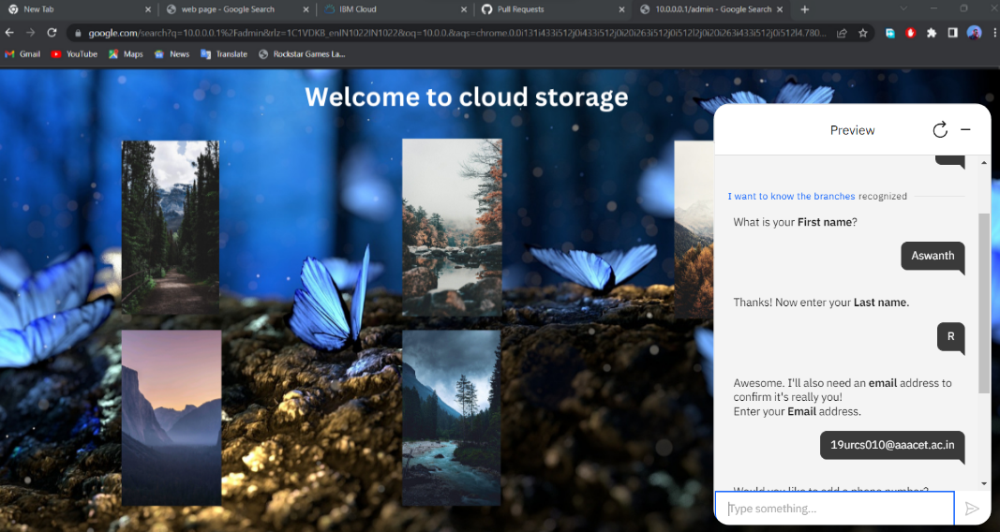 New Tab
web page - Google Search
IBM Cloud
Pull Requests
10.0.0.0.1/admin - Google Search
google.com/search?q=10.0.0.0.1%2Fadmin&rlz=1C1VDKB_enIN1022IN1022&oq=10.0.0.&aqs=chrome.0.0i131i433i512j0i433i512j0i20i263i512j0i512l2j0i20i263i433i512j0i512l4.780...
Gmail
YouTube
Maps
News
Translate
Rockstar Games La...
Welcome to cloud storage
Preview
I want to know the branches recognized
What is your First name?
Aswanth
Thanks! Now enter your Last name.
R
Awesome. I'll also need an email address to
confirm it's really you!
Enter your Email address.
19urcs010@aaacet.ac.in
Would you like to add a phone number?
Type something...